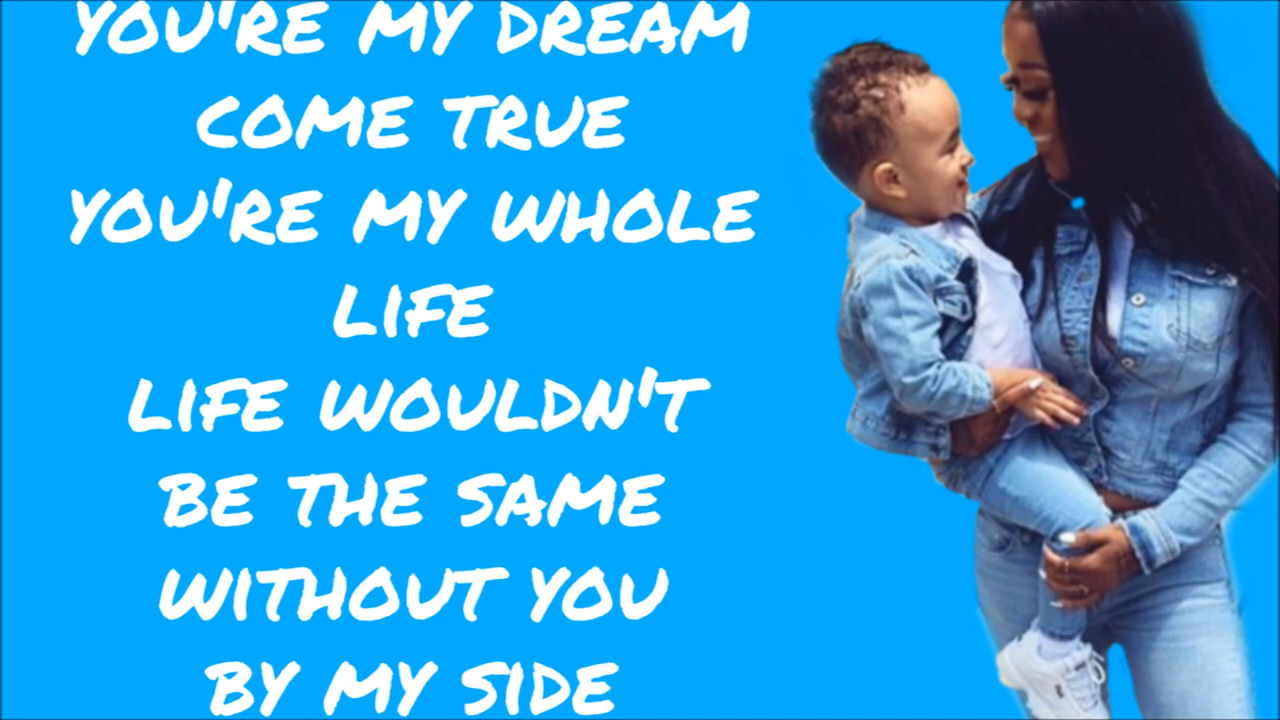 YOU'RE MY DREAM
COME TRUE
YOU'RE MY WHOLE
LIFE
LIFE WOULDN'T
BE THE SAME
WITHOUT YOU
BY MY SIDE